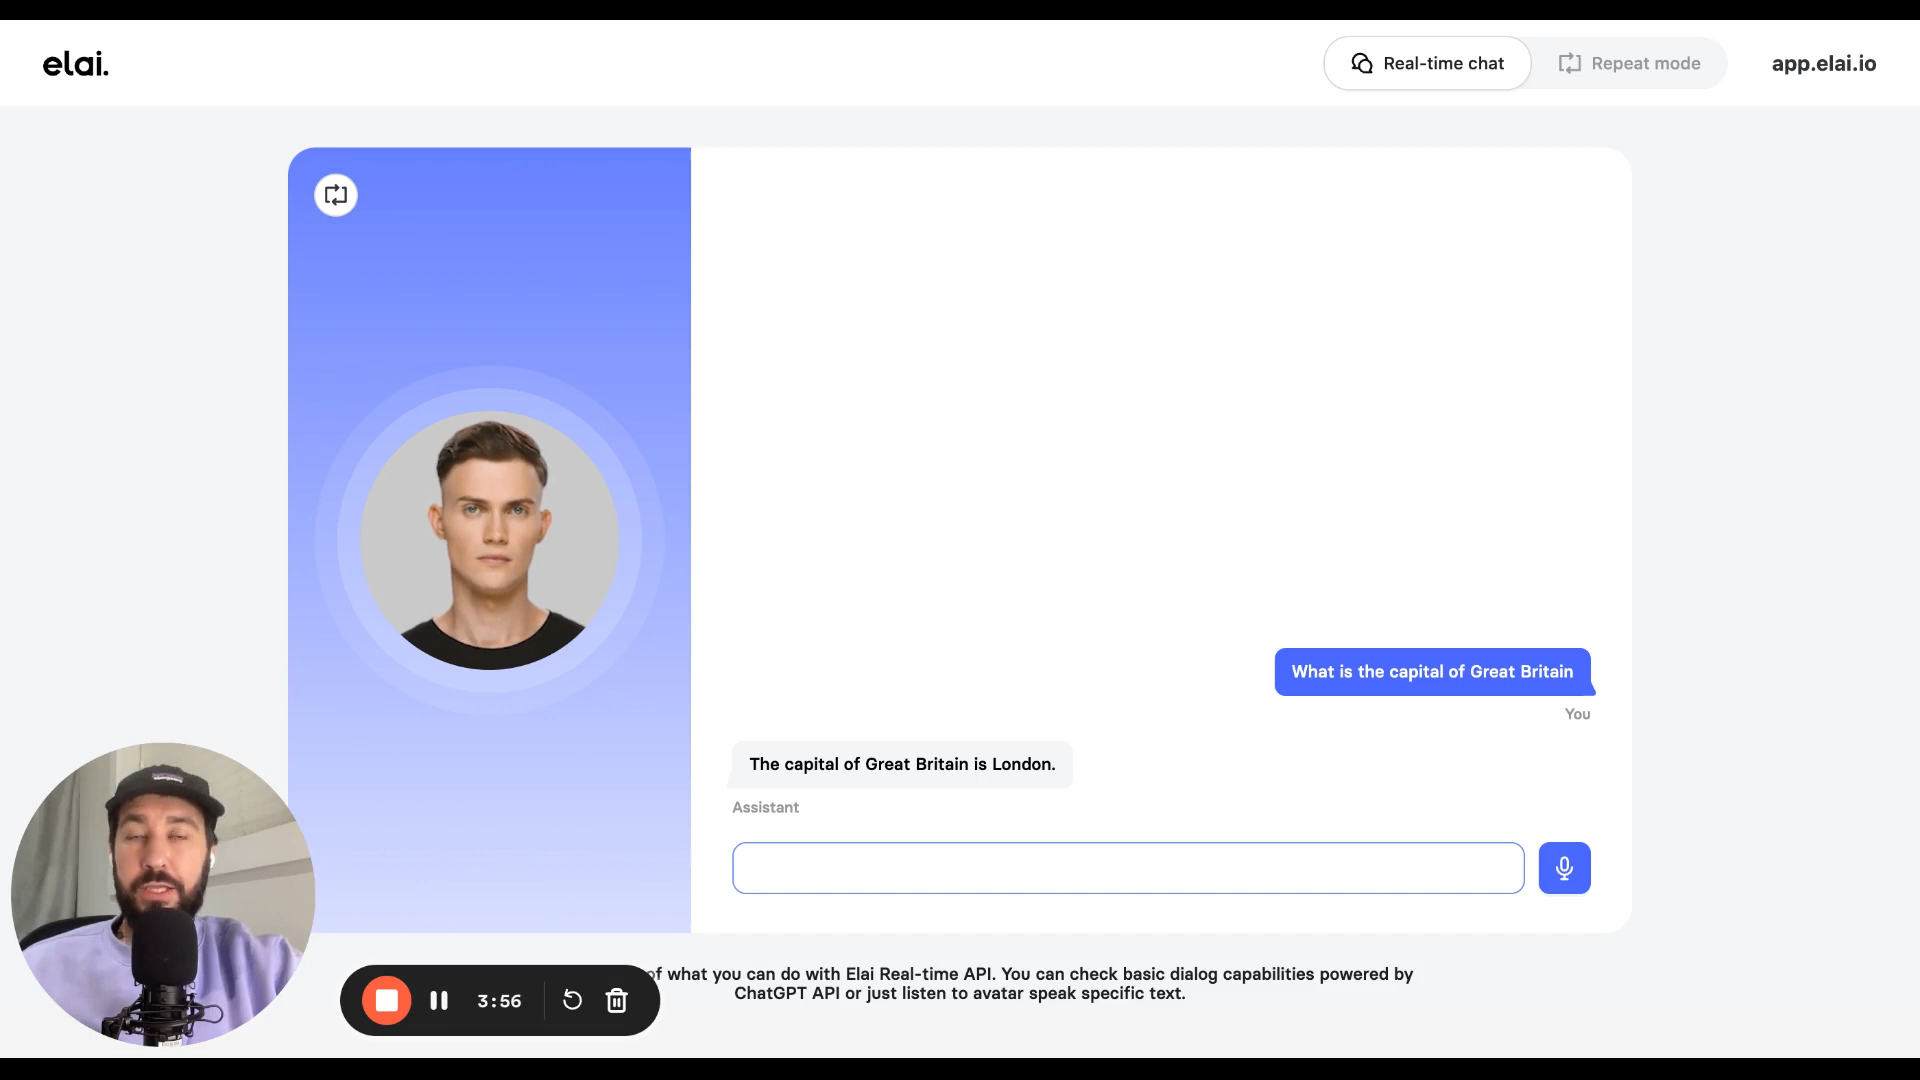 elai.
Real-time chat
Repeat mode
app.elai.io
What is the capital of Great Britain
You
The capital of Great Britain is London.
Assistant
of what you can do with Elai Real-time API. You can check basic dialog capabilities powered by
ChatGPT API or just listen to avatar speak specific text.
3:56